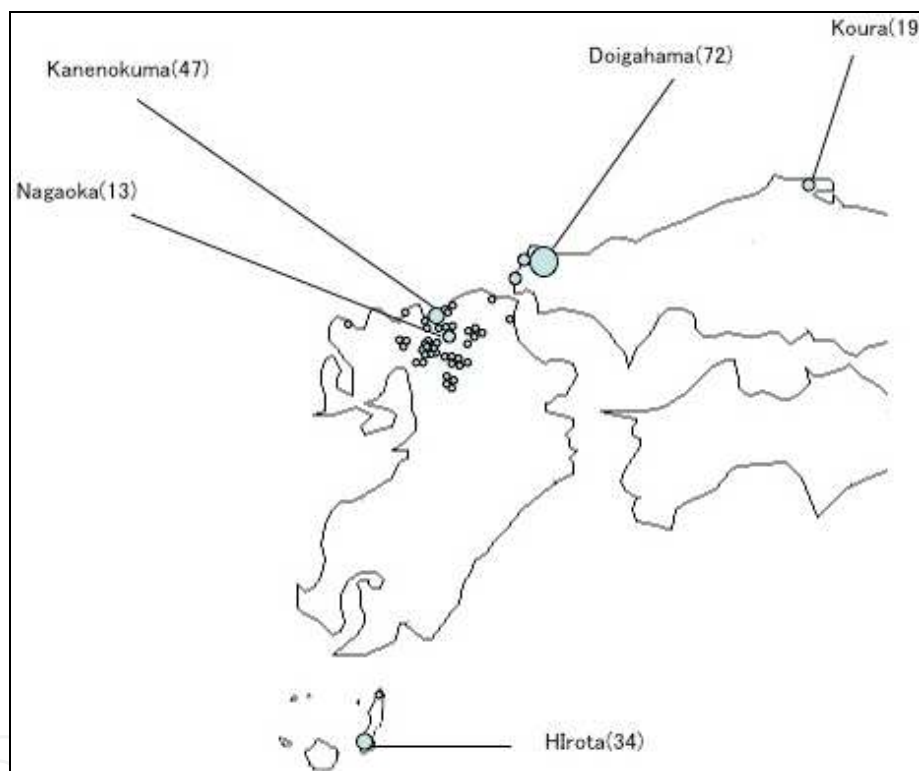 Koura(19
Doigahama(72)
Kanenokuma(47)
Nagaoka(13)
HIrota(34)